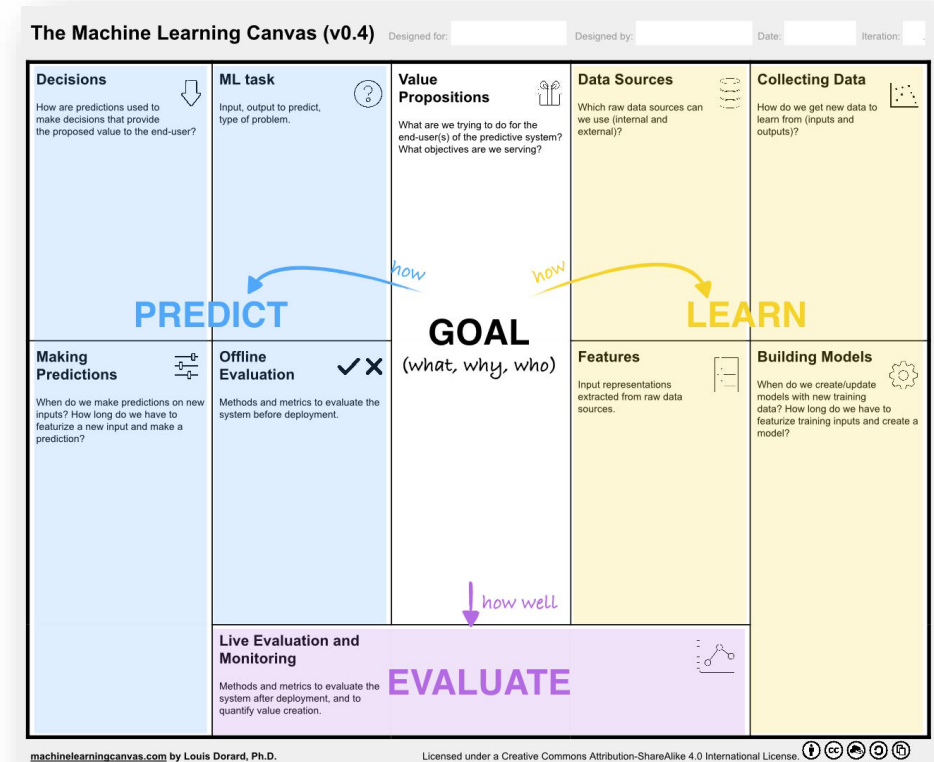 The Machine Learning Canvas (v0.4)
Designed for:
Designed by:
Date:
Iteration:
.
Decisions
How are predictions used to
make decisions that provide
the proposed value to the end-user?
ML task
Input, output to predict,
type of problem.
Value
Propositions
What are we trying to do for the
end-user(s) of the predictive system?
What objectives are we serving?
Data Sources
Which raw data sources can
we use (internal and
external)?
Collecting Data
How do we get new data to
learn from (inputs and
outputs)?
how
how
PREDICT
GOAL
(what, why, who)
LEARN
Making
Predictions
When do we make predictions on new
inputs? How long do we have to
featurize a new input and make a
prediction?
Offline
Evaluation
Methods and metrics to evaluate the
system before deployment.
Features
Input representations
extracted from raw data
sources.
Building Models
When do we create/update
models with new training
data? How long do we have to
featurize training inputs and create a
model?
how well
Live Evaluation and
Monitoring
Methods and metrics to evaluate the
system after deployment, and to
quantify value creation.
EVALUATE
machinelearningcanvas.com by Louis Dorard, Ph.D.
Licensed under a Creative Commons Attribution-ShareAlike 4.0 International License.
cc